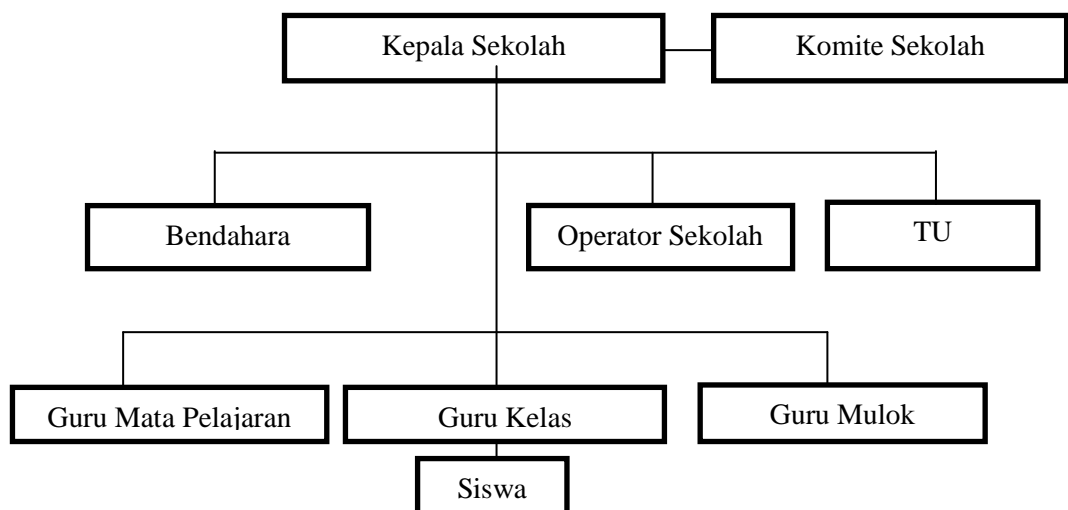 Kepala Sekolah
Komite Sekolah
Bendahara
Operator Sekolah
TU
Guru Mata Pelajaran
Guru Kelas
Guru Mulok
Siswa